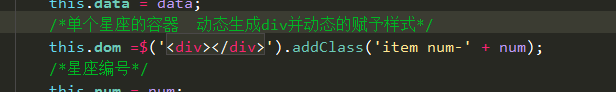 this.data = data;
/*单个星座的容器  动态生成div并动态的赋予样式*/
this.dom =$('<div></div>').addClass('item num-' + num);
/*星座编号*/
this.num = num;